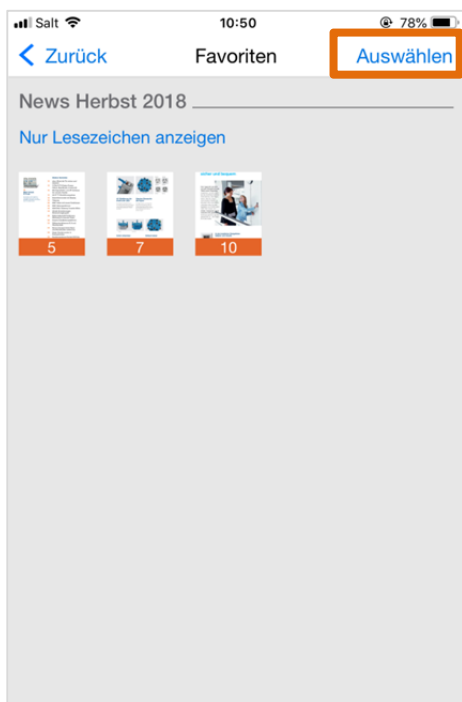 Salt 10:50 78%
Zurück Favoriten Auswählen
News Herbst 2018
Nur Lesezeichen anzeigen
5 7 10